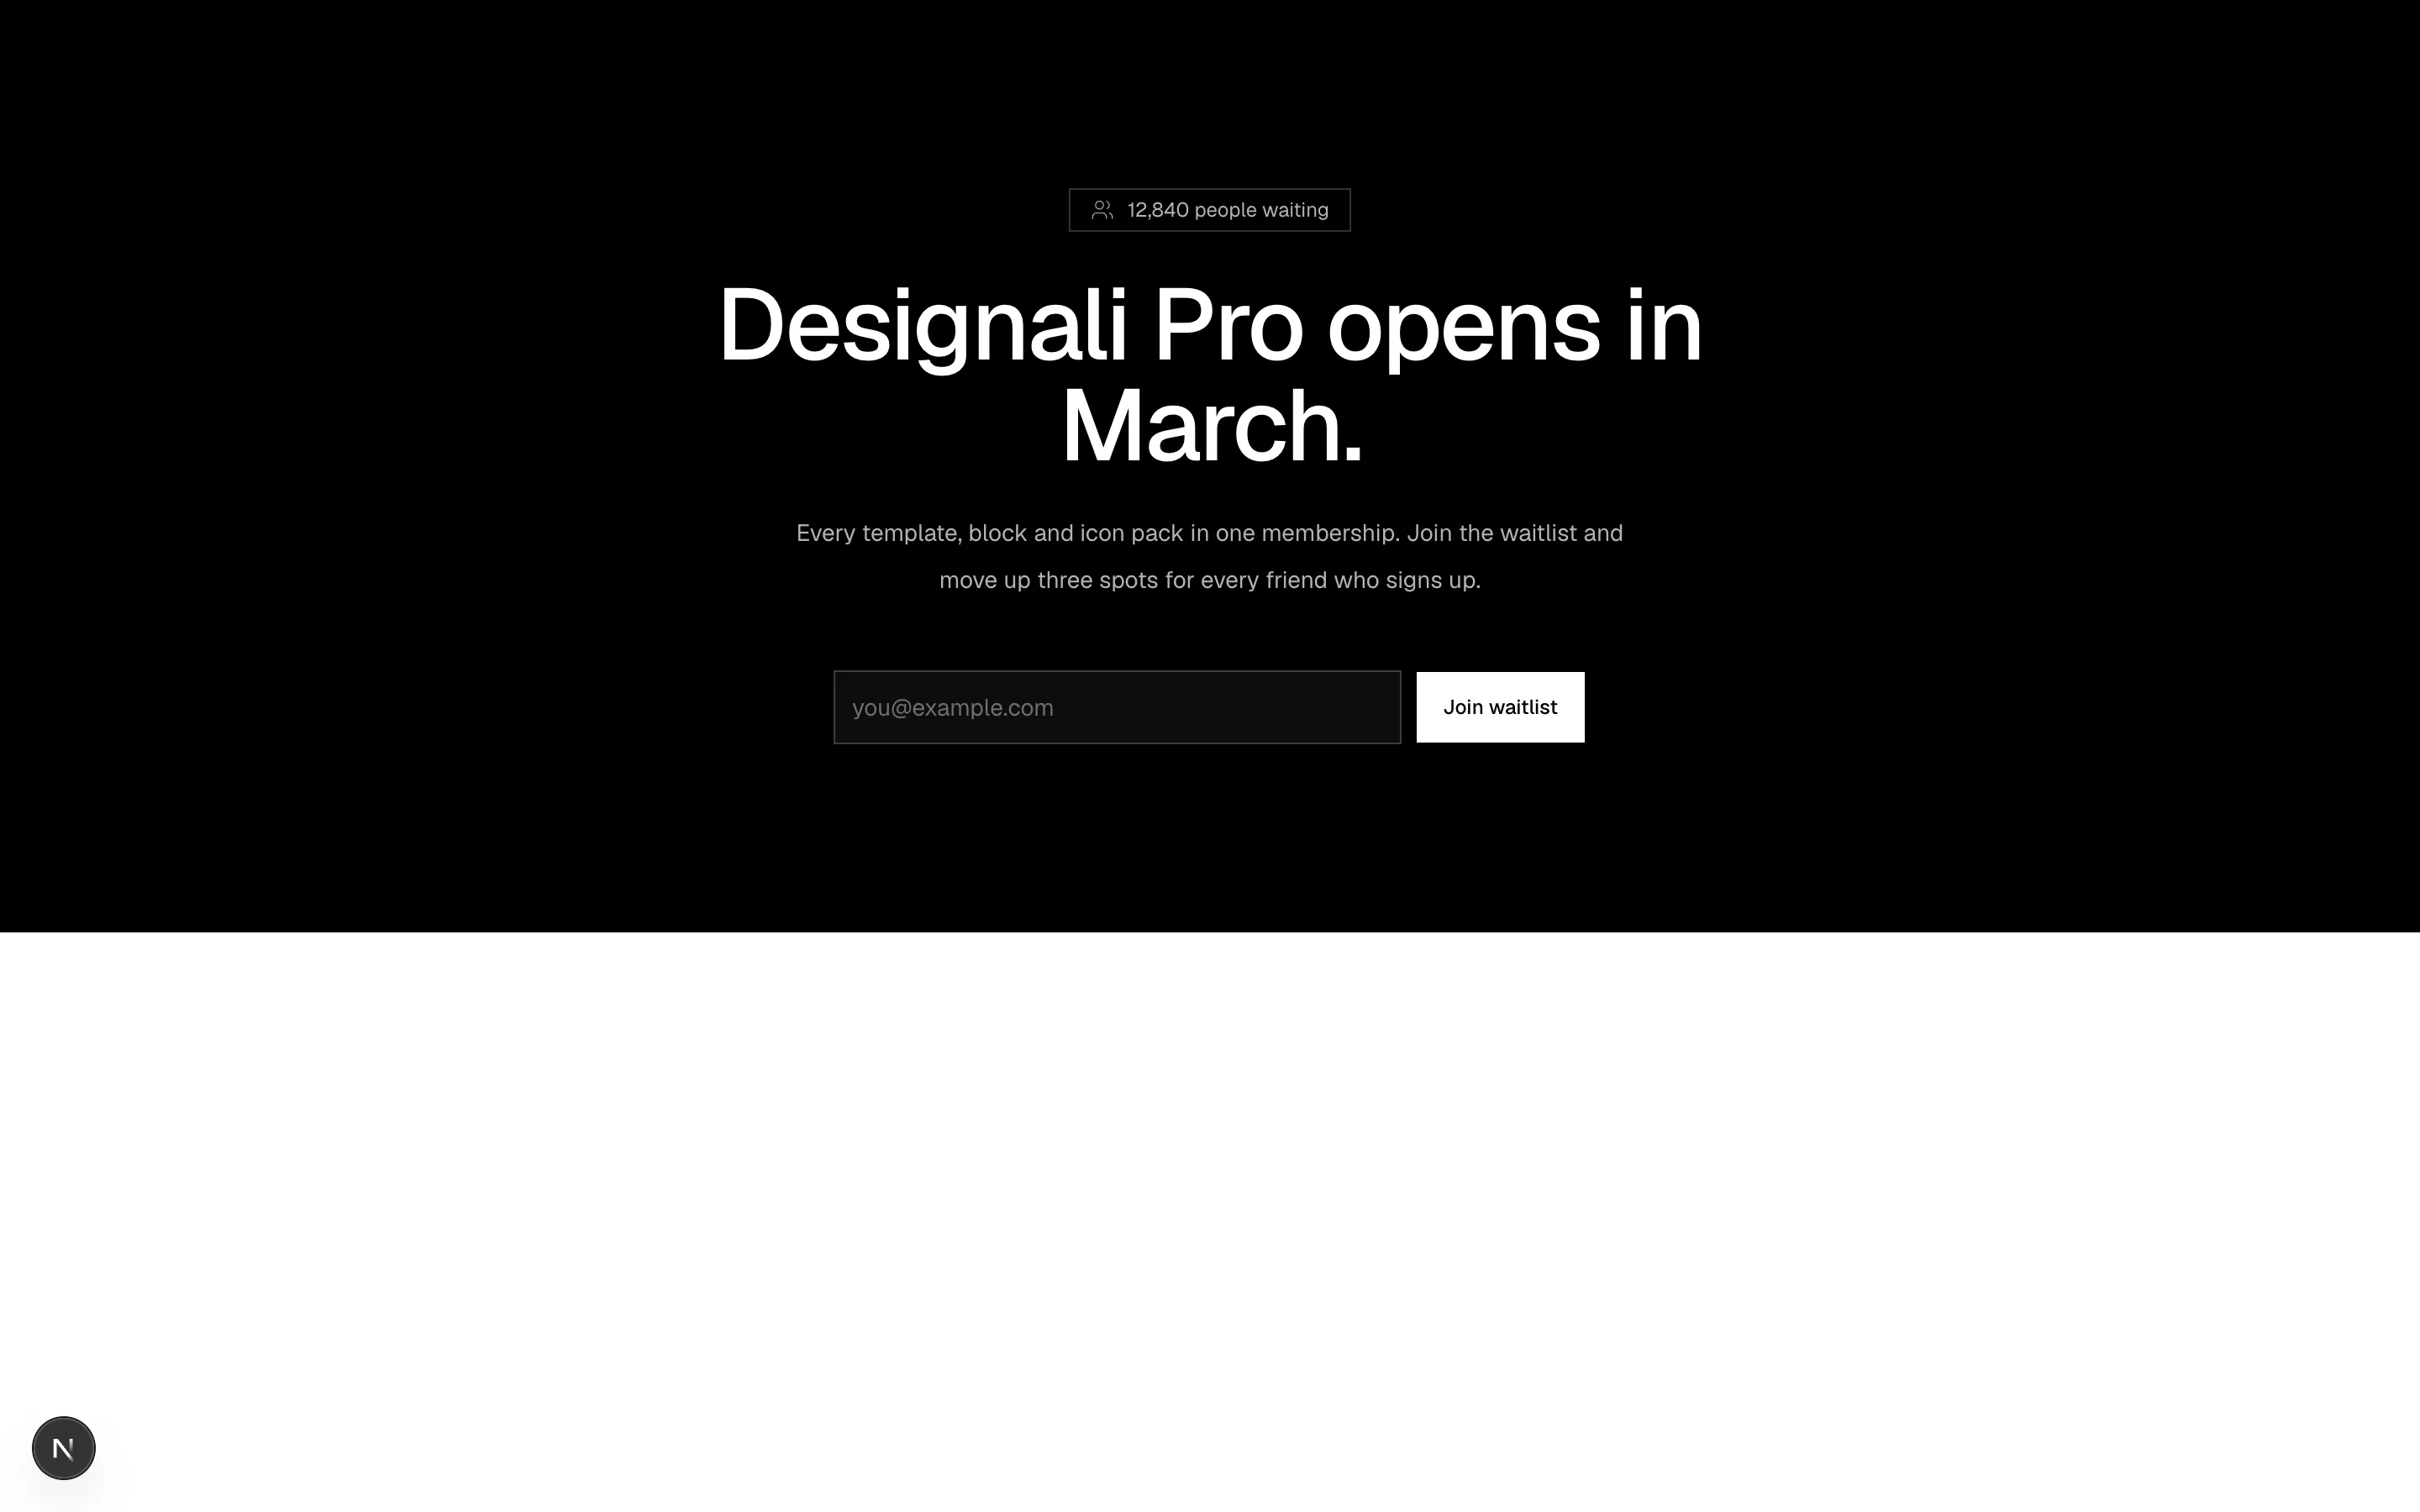 12,840 people waiting
Designali Pro opens in
March.
Every template, block and icon pack in one membership. Join the waitlist and
move up three spots for every friend who signs up.
you@example.com
Join waitlist
N